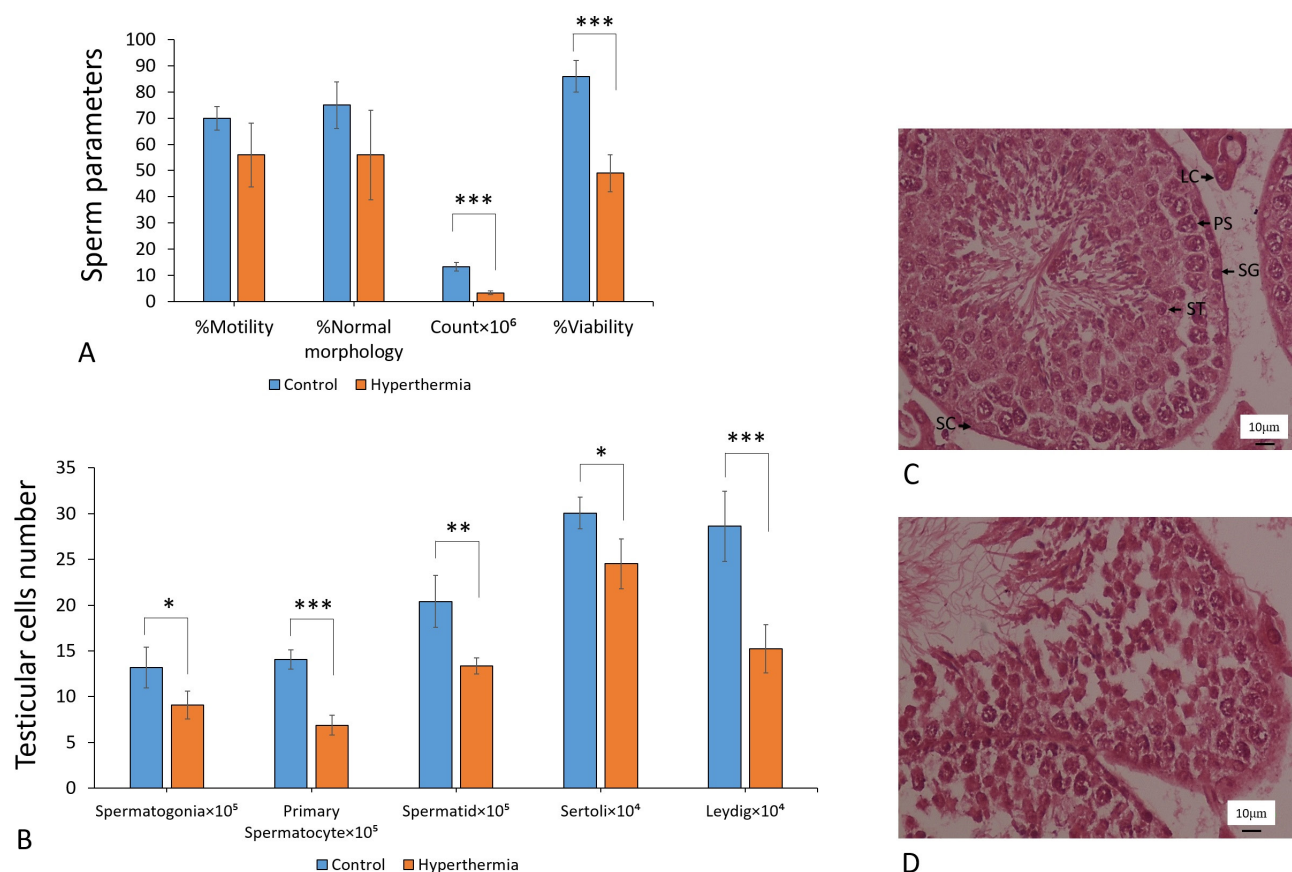 ***
***
100
90
80
70
60
50
40
30
20
10
0
Sperm parameters
%Motility
%Normal
morphology
Count×10⁶
%Viability
A
Control
Hyperthermia
35
30
25
20
15
10
5
0
Testicular cells number
*
***
**
*
***
Spermatogonia×10⁵
Primary
Spermatocyte×10⁵
Spermatid×10⁵
Sertoli×10⁴
Leydig×10⁴
B
Control
Hyperthermia
LC
PS
SG
ST
SC
10µm
C
10µm
D